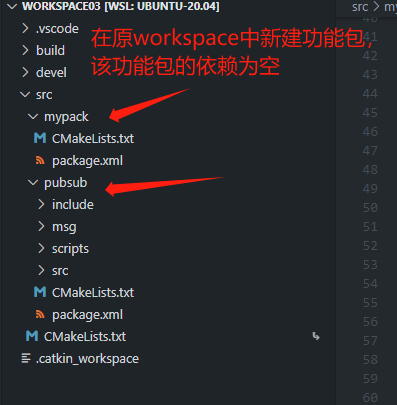 WORKSPACE03 [WSL: UBUNTU-20.04]
src >
.vscode
build
devel
src
mypack
CMakeLists.txt
package.xml
pubsub
include
msg
scripts
src
CMakeLists.txt
package.xml
CMakeLists.txt
.catkin_workspace
在原workspace中新建功能包，
该功能包的依赖为空
40
41
42
43
44
45
46
47
48
49
50
51
52
53
54
55
56
57
58
59
60